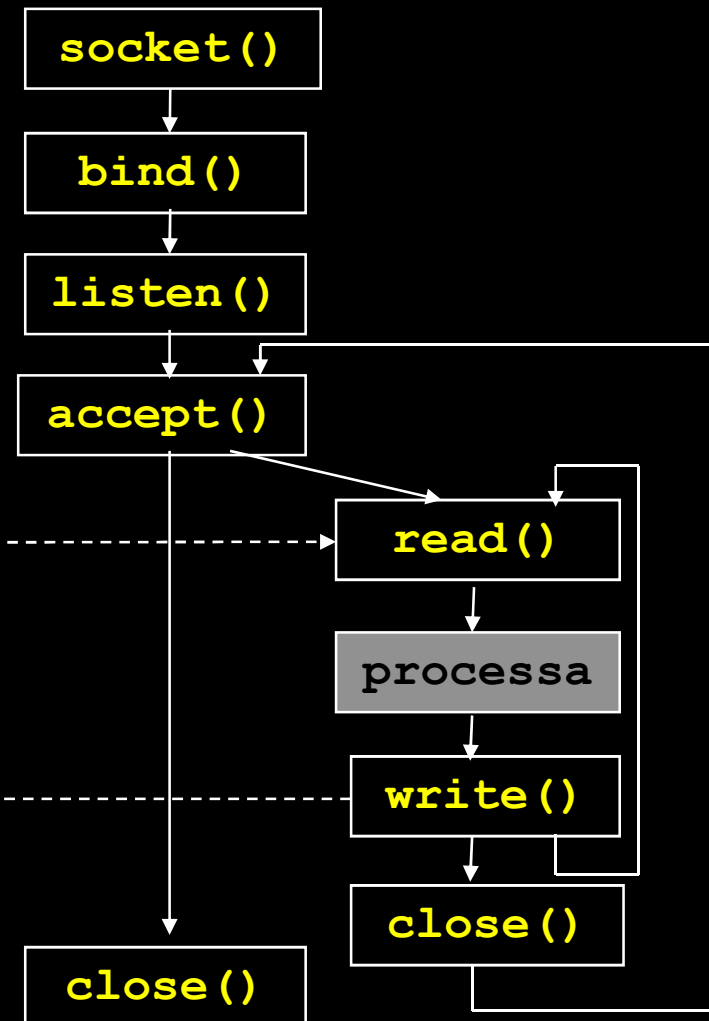 socket()
bind()
listen()
accept()
read()
processa
write()
close()
close()